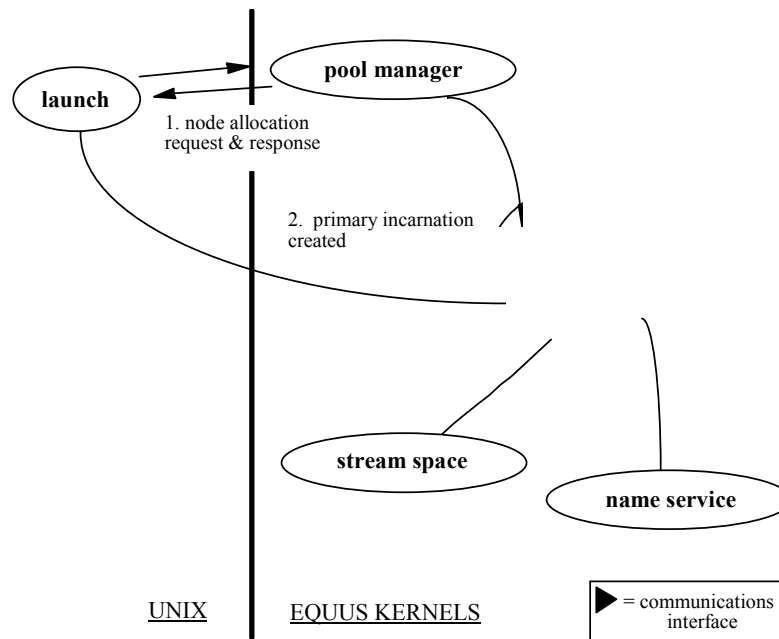 pool manager
launch
1. node allocation
request & response
2. primary incarnation
created
stream space
name service
UNIX
EQUUS KERNELS
= communications
interface